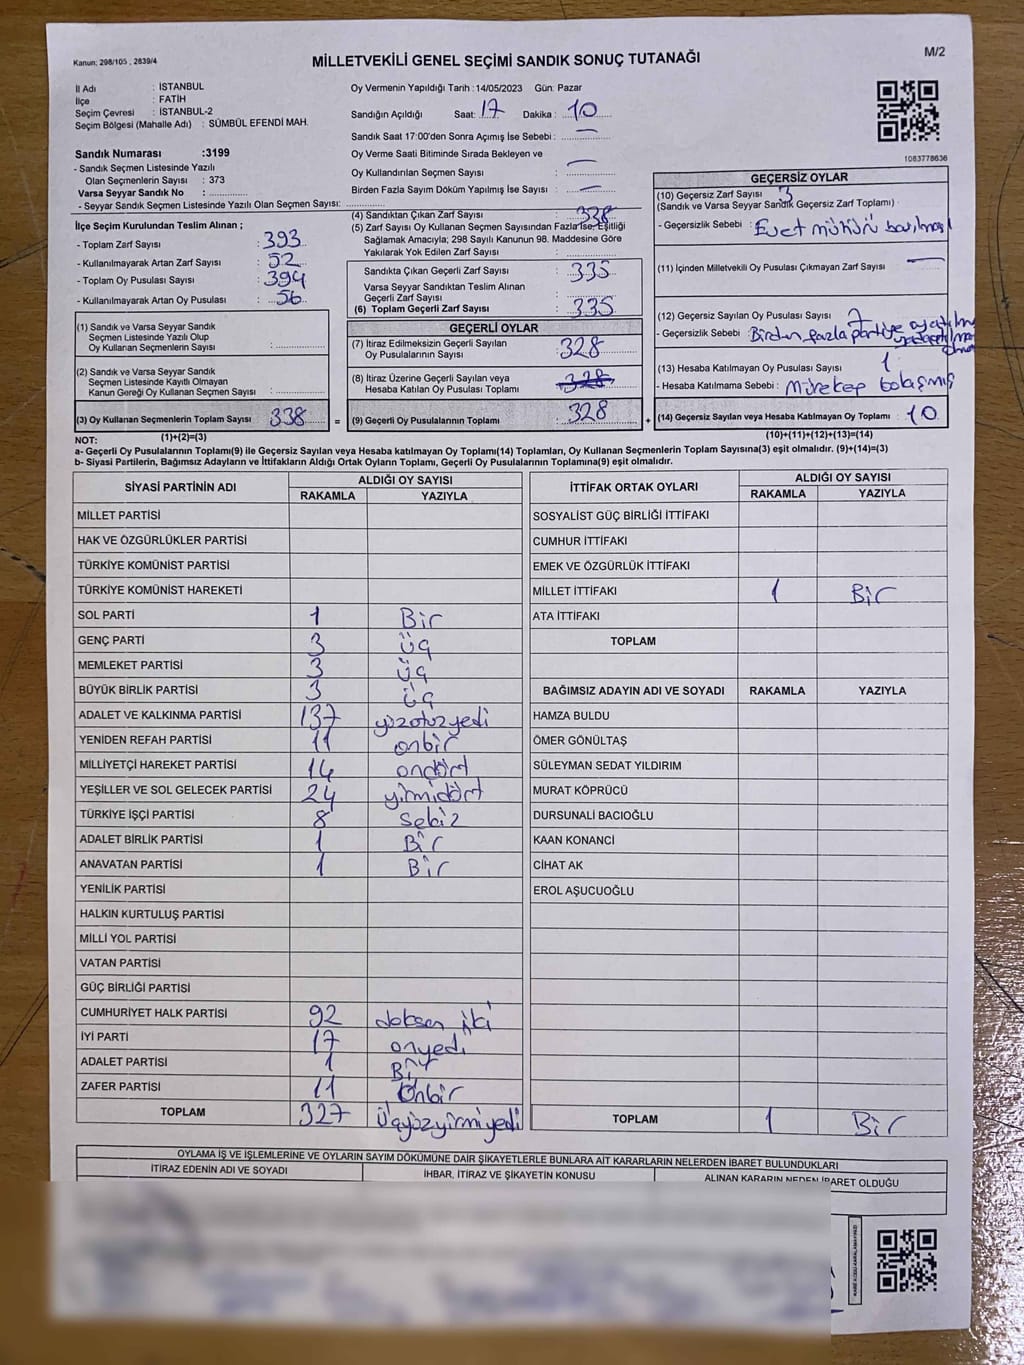 Kanun: 298/105 , 2839/4
MİLLETVEKİLİ GENEL SEÇİMİ SANDIK SONUÇ TUTANAĞI
M/2
İl Adı : İSTANBUL
İlçe : FATİH
Seçim Çevresi : İSTANBUL-2
Seçim Bölgesi (Mahalle Adı) : SÜMBÜL EFENDİ MAH.
Sandık Numarası :3199
- Sandık Seçmen Listesinde Yazılı
Olan Seçmenlerin Sayısı : 373
Varsa Seyyar Sandık No : ............
- Seyyar Sandık Seçmen Listesinde Yazılı Olan Seçmen Sayısı: ............
Oy Vermenin Yapıldığı Tarih : 14/05/2023 Gün: Pazar
Sandığın Açıldığı Saat: 17 Dakika : 10
Sandık Saat 17:00'den Sonra Açımış İse Sebebi : —
Oy Verme Saati Bitiminde Sırada Bekleyen ve
Oy Kullandırılan Seçmen Sayısı : —
Birden Fazla Sayım Döküm Yapılmış İse Sayısı : —
1083778636
İlçe Seçim Kurulundan Teslim Alınan ;
- Toplam Zarf Sayısı : 393
- Kullanılmayarak Artan Zarf Sayısı : 52
- Toplam Oy Pusulası Sayısı : 394
- Kullanılmayarak Artan Oy Pusulası : 56
(1) Sandık ve Varsa Seyyar Sandık
Seçmen Listesinde Yazılı Olup
Oy Kullanan Seçmenlerin Sayısı : ............
(2) Sandık ve Varsa Seyyar Sandık
Seçmen Listesinde Kayıtlı Olmayan
Kanun Gereği Oy Kullanan Seçmenlerin Sayısı : ............
(3) Oy Kullanan Seçmenlerin Toplam Sayısı 338 =
(1)+(2)=(3)
(4) Sandıktan Çıkan Zarf Sayısı : 338
(5) Zarf Sayısı Oy Kullanan Seçmen Sayısından Fazla İse, Eşitliği
Sağlamak Amacıyla; 298 Sayılı Kanunun 98. Maddesine Göre
Yakılarak Yok Edilen Zarf Sayısı : ............
Sandıkta Çıkan Geçerli Zarf Sayısı : 335
Varsa Seyyar Sandıktan Teslim Alınan
Geçerli Zarf Sayısı : ............
(6) Toplam Geçerli Zarf Sayısı : 335
GEÇERLİ OYLAR
(7) İtiraz Edilmeksizin Geçerli Sayılan
Oy Pusulalarının Sayısı : 328
(8) İtiraz Üzerine Geçerli Sayılan veya
Hesaba Katılan Oy Pusulası Toplamı : 328
(9) Geçerli Oy Pusulalarının Toplamı : 328 +
GEÇERSİZ OYLAR
(10) Geçersiz Zarf Sayısı : 3
(Sandık ve Varsa Seyyar Sandık Geçersiz Zarf Toplamı)
- Geçersizlik Sebebi : Evet mühürü basılmamış
(11) İçinden Milletvekili Oy Pusulası Çıkmayan Zarf Sayısı —
(12) Geçersiz Sayılan Oy Pusulası Sayısı 7
- Geçersizlik Sebebi : Birden fazla partiye oy
(13) Hesaba Katılmayan Oy Pusulası Sayısı : 1
- Hesaba Katılmama Sebebi : Mürekkep bolaşmış
(14) Geçersiz Sayılan veya Hesaba Katılmayan Oy Toplamı : 10
(10)+(11)+(12)+(13)=(14)
NOT:
a- Geçerli Oy Pusulalarının Toplamı(9) ile Geçersiz Sayılan veya Hesaba katılmayan Oy Toplamı(14) Toplamları, Oy Kullanan Seçmenlerin Toplam Sayısına(3) eşit olmalıdır. (9)+(14)=(3)
b- Siyasi Partilerin, Bağımsız Adayların ve İttifakların Aldığı Ortak Oyların Toplamı, Geçerli Oy Pusulalarının Toplamına(9) eşit olmalıdır.
SİYASİ PARTİNİN ADI ALDIĞI OY SAYISI
RAKAMLA YAZIYLA
MİLLET PARTİSİ
HAK VE ÖZGÜRLÜKLER PARTİSİ
TÜRKİYE KOMÜNİST PARTİSİ
TÜRKİYE KOMÜNİST HAREKETİ
SOL PARTİ 1 Bir
GENÇ PARTİ 3 üç
MEMLEKET PARTİSİ 3 üç
BÜYÜK BİRLİK PARTİSİ 3 üç
ADALET VE KALKINMA PARTİSİ 137 yüzotuzyedi
YENİDEN REFAH PARTİSİ 11 onbir
MİLLİYETÇİ HAREKET PARTİSİ 14 ondört
YEŞİLLER VE SOL GELECEK PARTİSİ 24 yirmidört
TÜRKİYE İŞÇİ PARTİSİ 8 sekiz
ADALET BİRLİK PARTİSİ 1 Bir
ANAVATAN PARTİSİ 1 Bir
YENİLİK PARTİSİ
HALKIN KURTULUŞ PARTİSİ
MİLLİ YOL PARTİSİ
VATAN PARTİSİ
GÜÇ BİRLİĞİ PARTİSİ
CUMHURİYET HALK PARTİSİ 92 doksan iki
İYİ PARTİ 17 onyedi
ADALET PARTİSİ 1 Bir
ZAFER PARTİSİ 11 Onbir
TOPLAM 327 Üçyüzyirmiyedi
İTTİFAK ORTAK OYLARI ALDIĞI OY SAYISI
RAKAMLA YAZIYLA
SOSYALİST GÜÇ BİRLİĞİ İTTİFAKI
CUMHUR İTTİFAKI
EMEK VE ÖZGÜRLÜK İTTİFAKI
MİLLET İTTİFAKI 1 Bir
ATA İTTİFAKI
TOPLAM
BAĞIMSIZ ADAYIN ADI VE SOYADI RAKAMLA YAZIYLA
HAMZA BULDU
ÖMER GÖNÜLTAŞ
SÜLEYMAN SEDAT YILDIRIM
MURAT KÖPRÜCÜ
DURSUNALİ BACIOĞLU
KAAN KONANCİ
CİHAT AK
EROL AŞUCUOĞLU
TOPLAM 1 Bir
OYLAMA İŞ VE İŞLEMLERİNE VE OYLARIN SAYIM DÖKÜMÜNE DAİR ŞİKAYETLERLE BUNLARA AİT KARARLARIN NELERDEN İBARET BULUNDUKLARI
İTİRAZ EDENİN ADI VE SOYADI İHBAR, İTİRAZ VE ŞİKAYETİN KONUSU ALINAN KARARIN NEDEN İBARET OLDUĞU